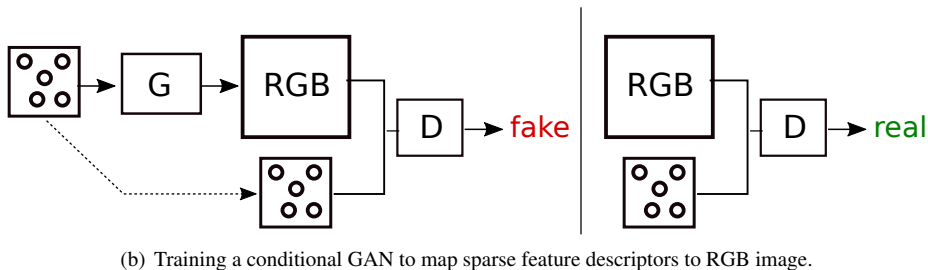 G
RGB
D
fake
RGB
D
real
(b) Training a conditional GAN to map sparse feature descriptors to RGB image.